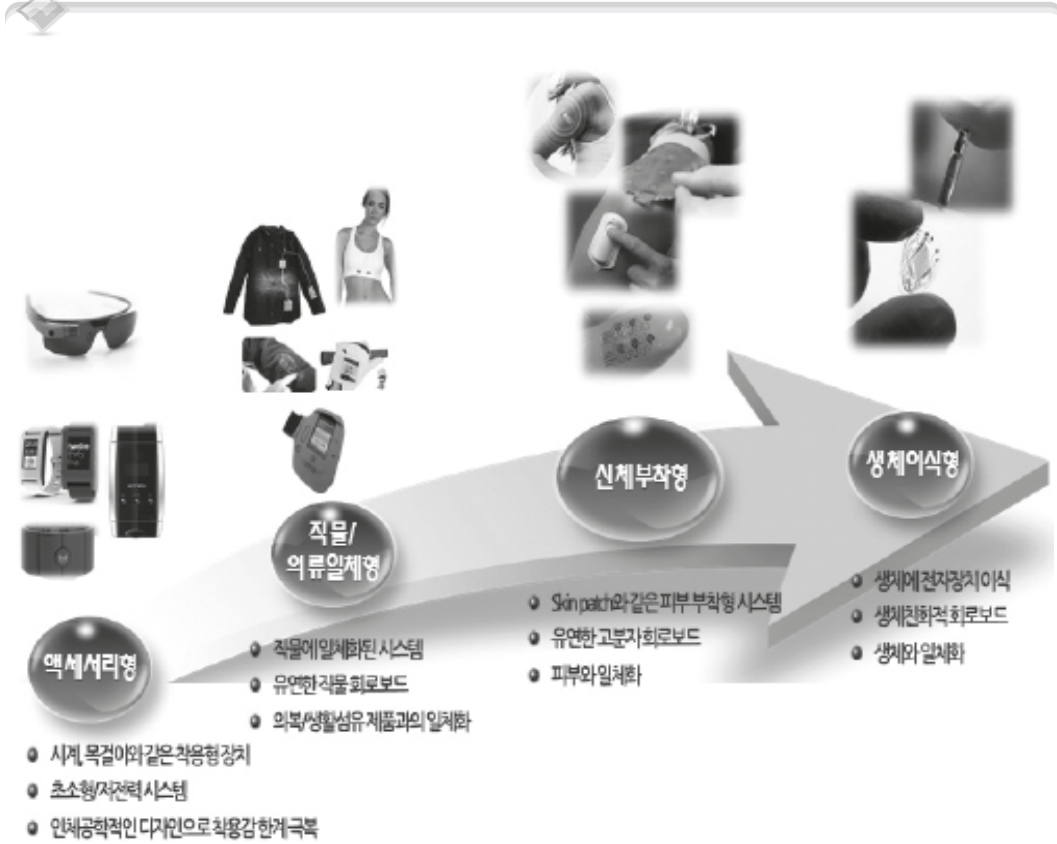 액세서리형
• 시계, 목걸이와 같은 착용형 장치
• 초소형/저전력 시스템
• 인체공학적인 디자인으로 착용감 한계 극복
직물/
의류일체형
• 직물에 일체화된 시스템
• 유연한 직물 회로보드
• 의복/생활섬유 제품과의 일체화
신체부착형
• Skin patch와 같은 피부 부착형 시스템
• 유연한 고분자 회로보드
• 피부와 일체화
생체이식형
• 생체에 전자장치 이식
• 생체친화적 회로보드
• 생체와 일체화